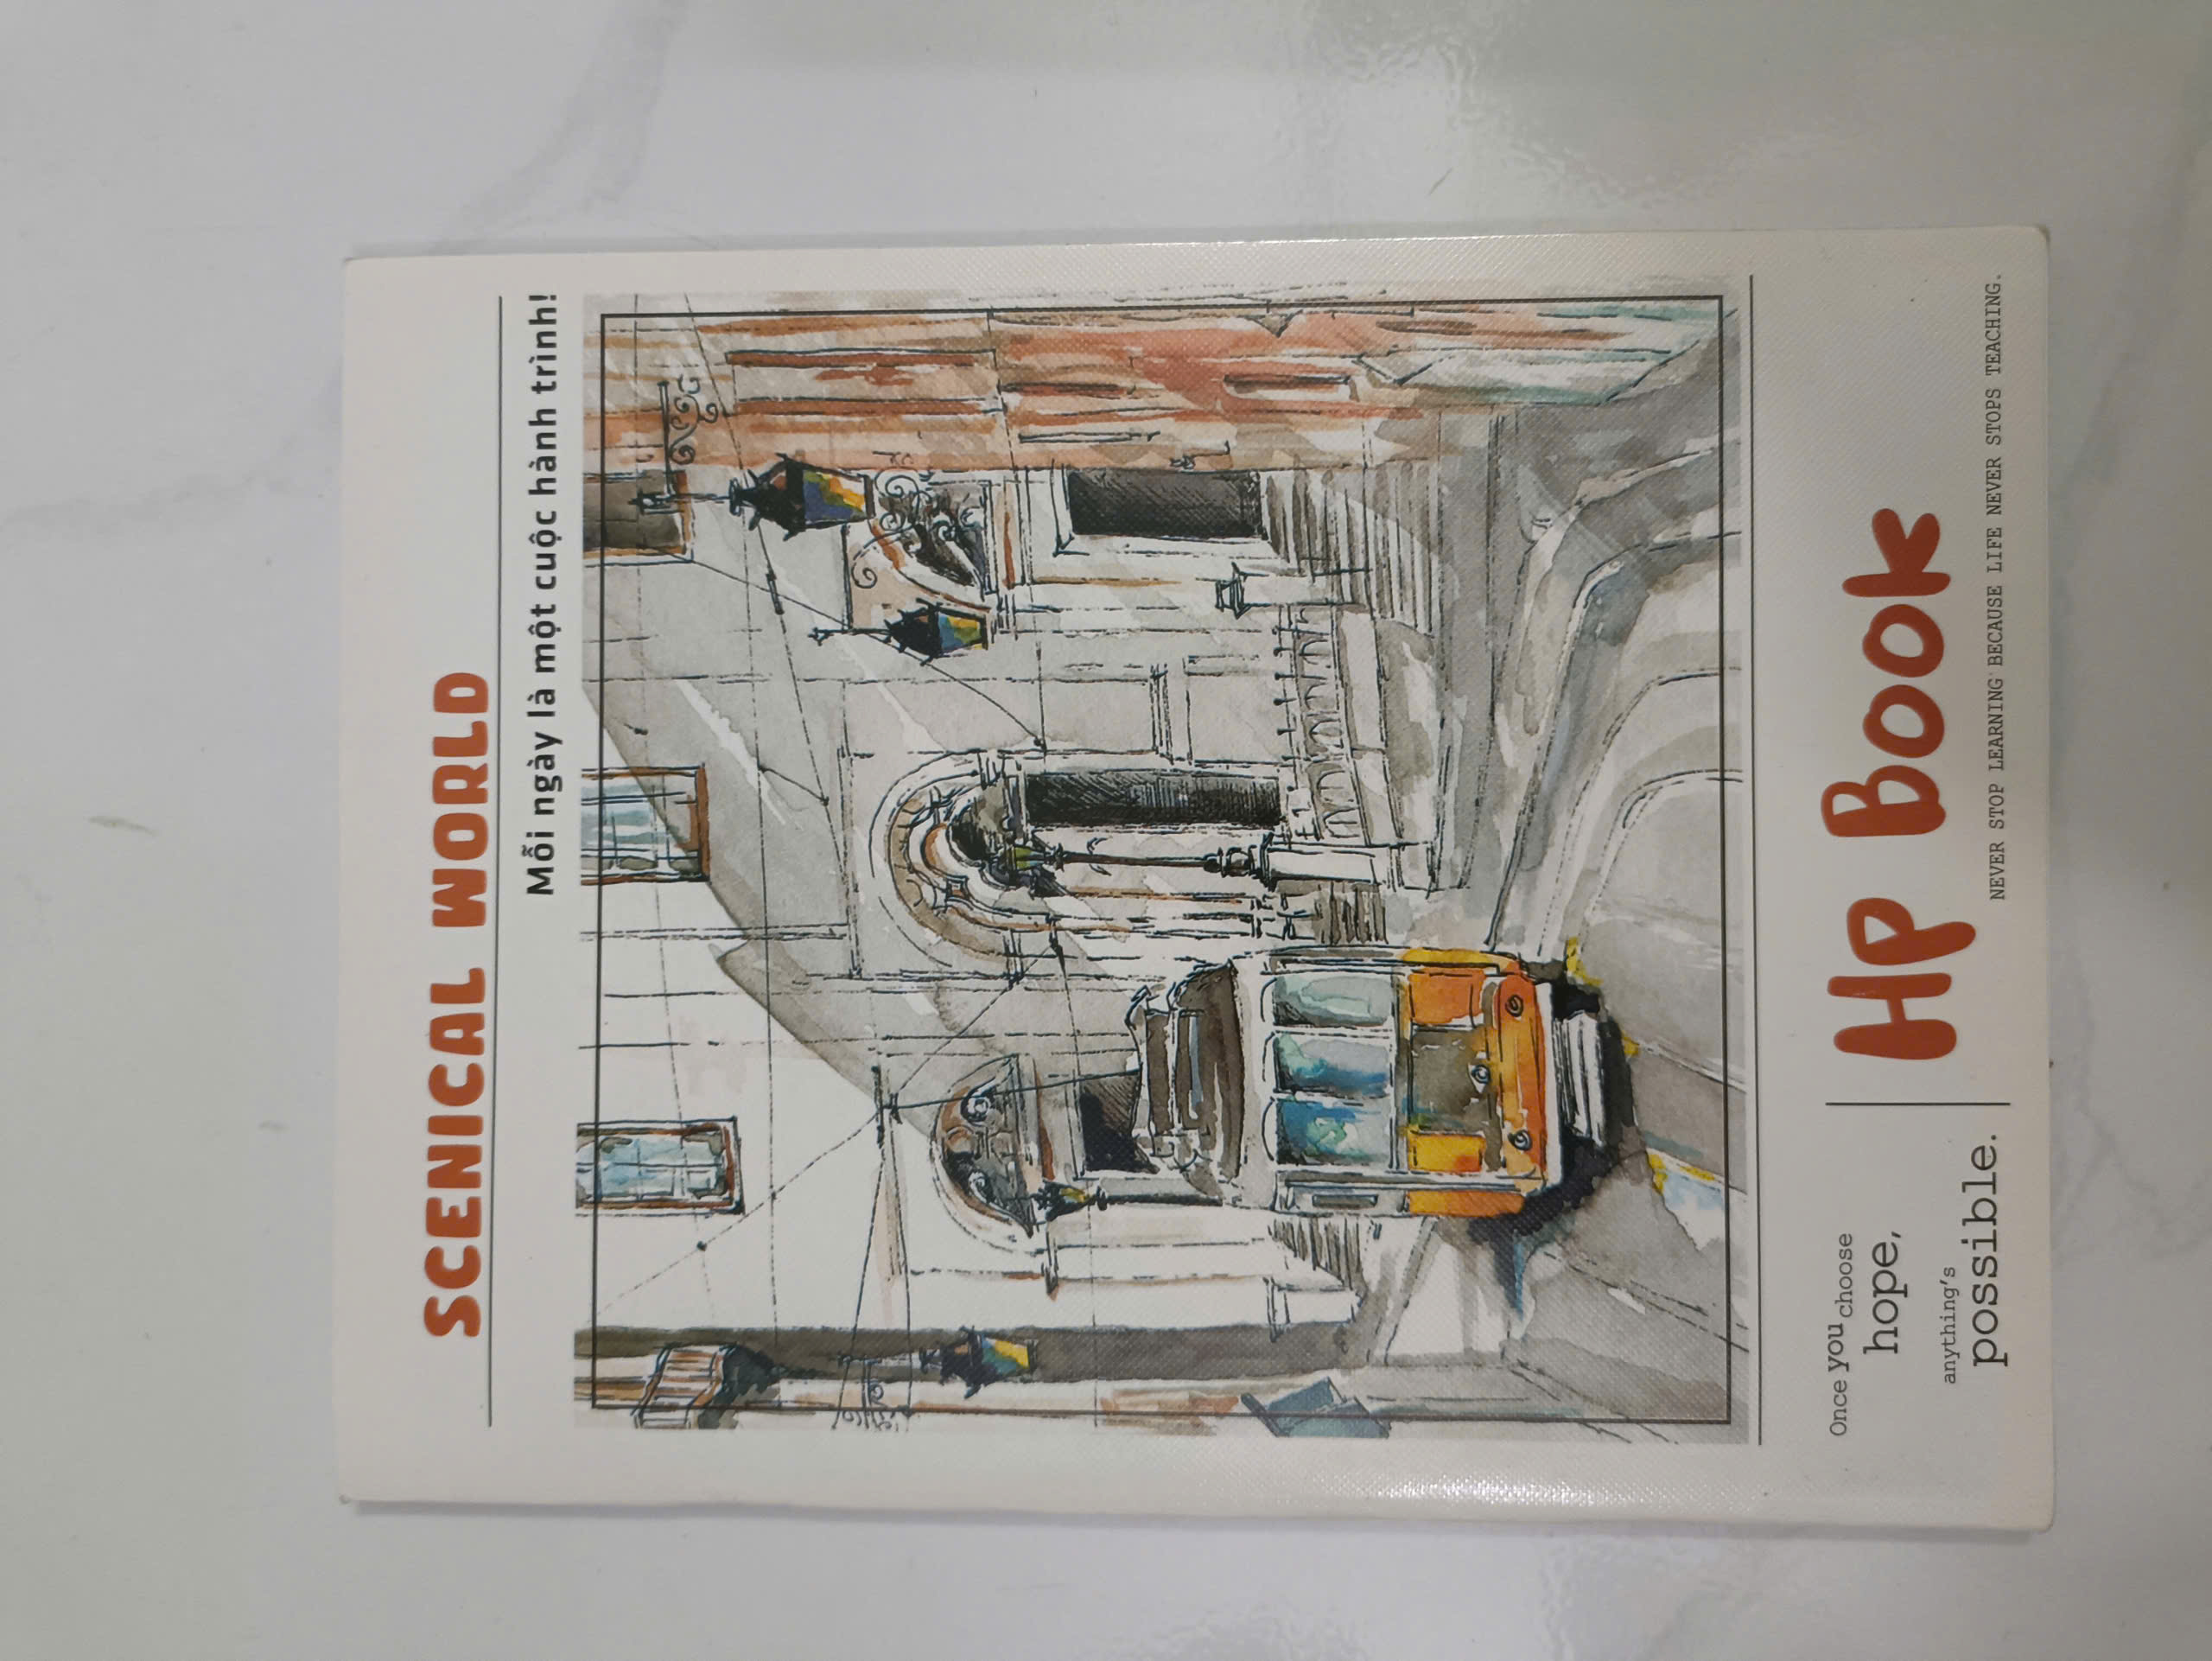 SCENICAL WORLD
Mỗi ngày là một cuộc hành trình!
Once you choose
hope,
anything's
possible.
Hp Book
NEVER STOP LEARNING BECAUSE LIFE NEVER STOPS TEACHING.